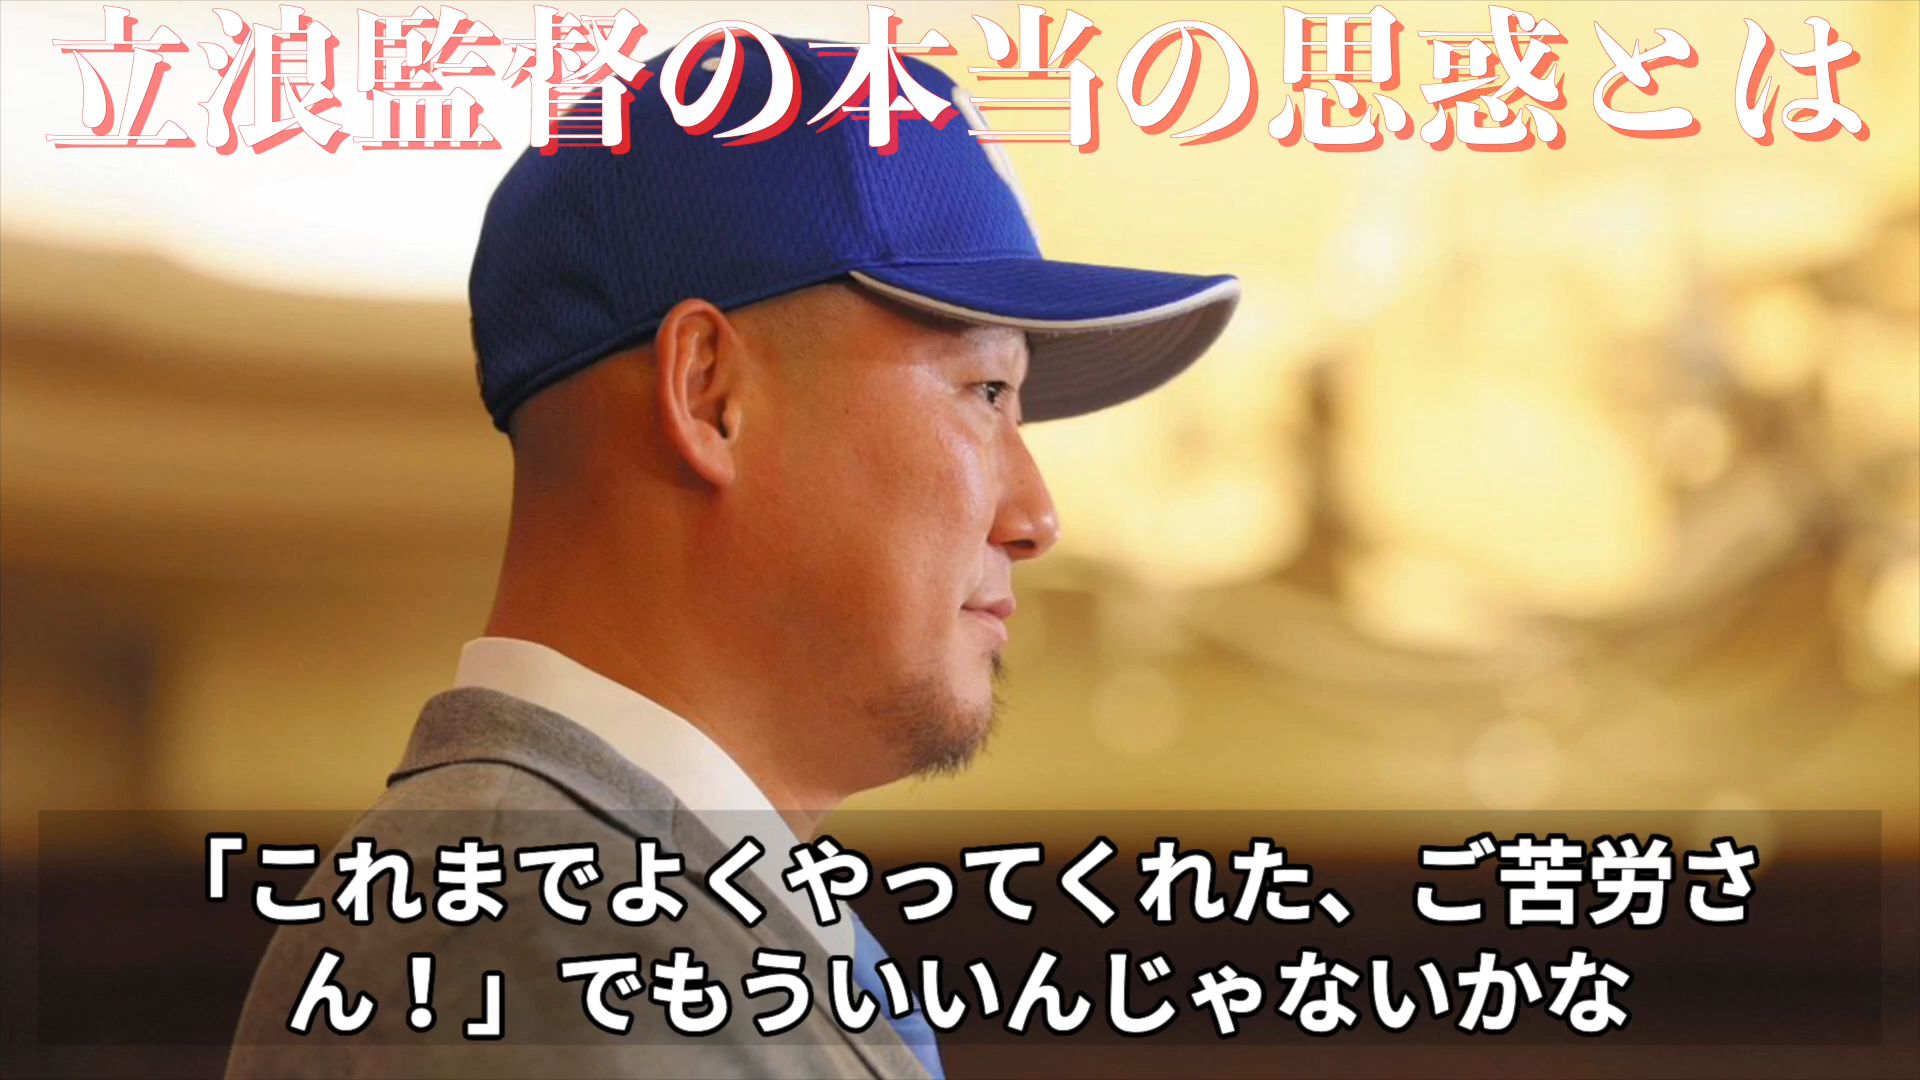 立浪監督の本当の思惑とは
「これまでよくやってくれた、ご苦労さ
ん！」でもういいんじゃないかな